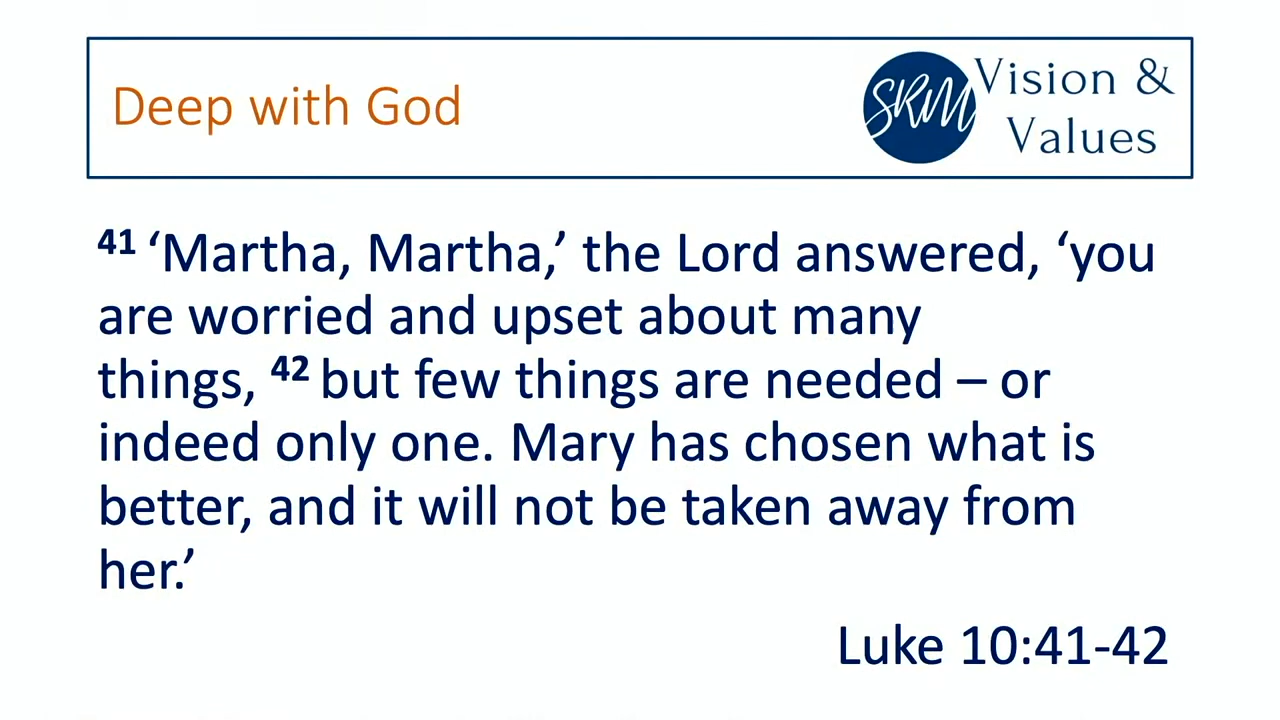 Deep with God
SRM
Vision &
Values
41 ‘Martha, Martha,’ the Lord answered, ‘you
are worried and upset about many
things, 42 but few things are needed – or
indeed only one. Mary has chosen what is
better, and it will not be taken away from
her.’
Luke 10:41-42